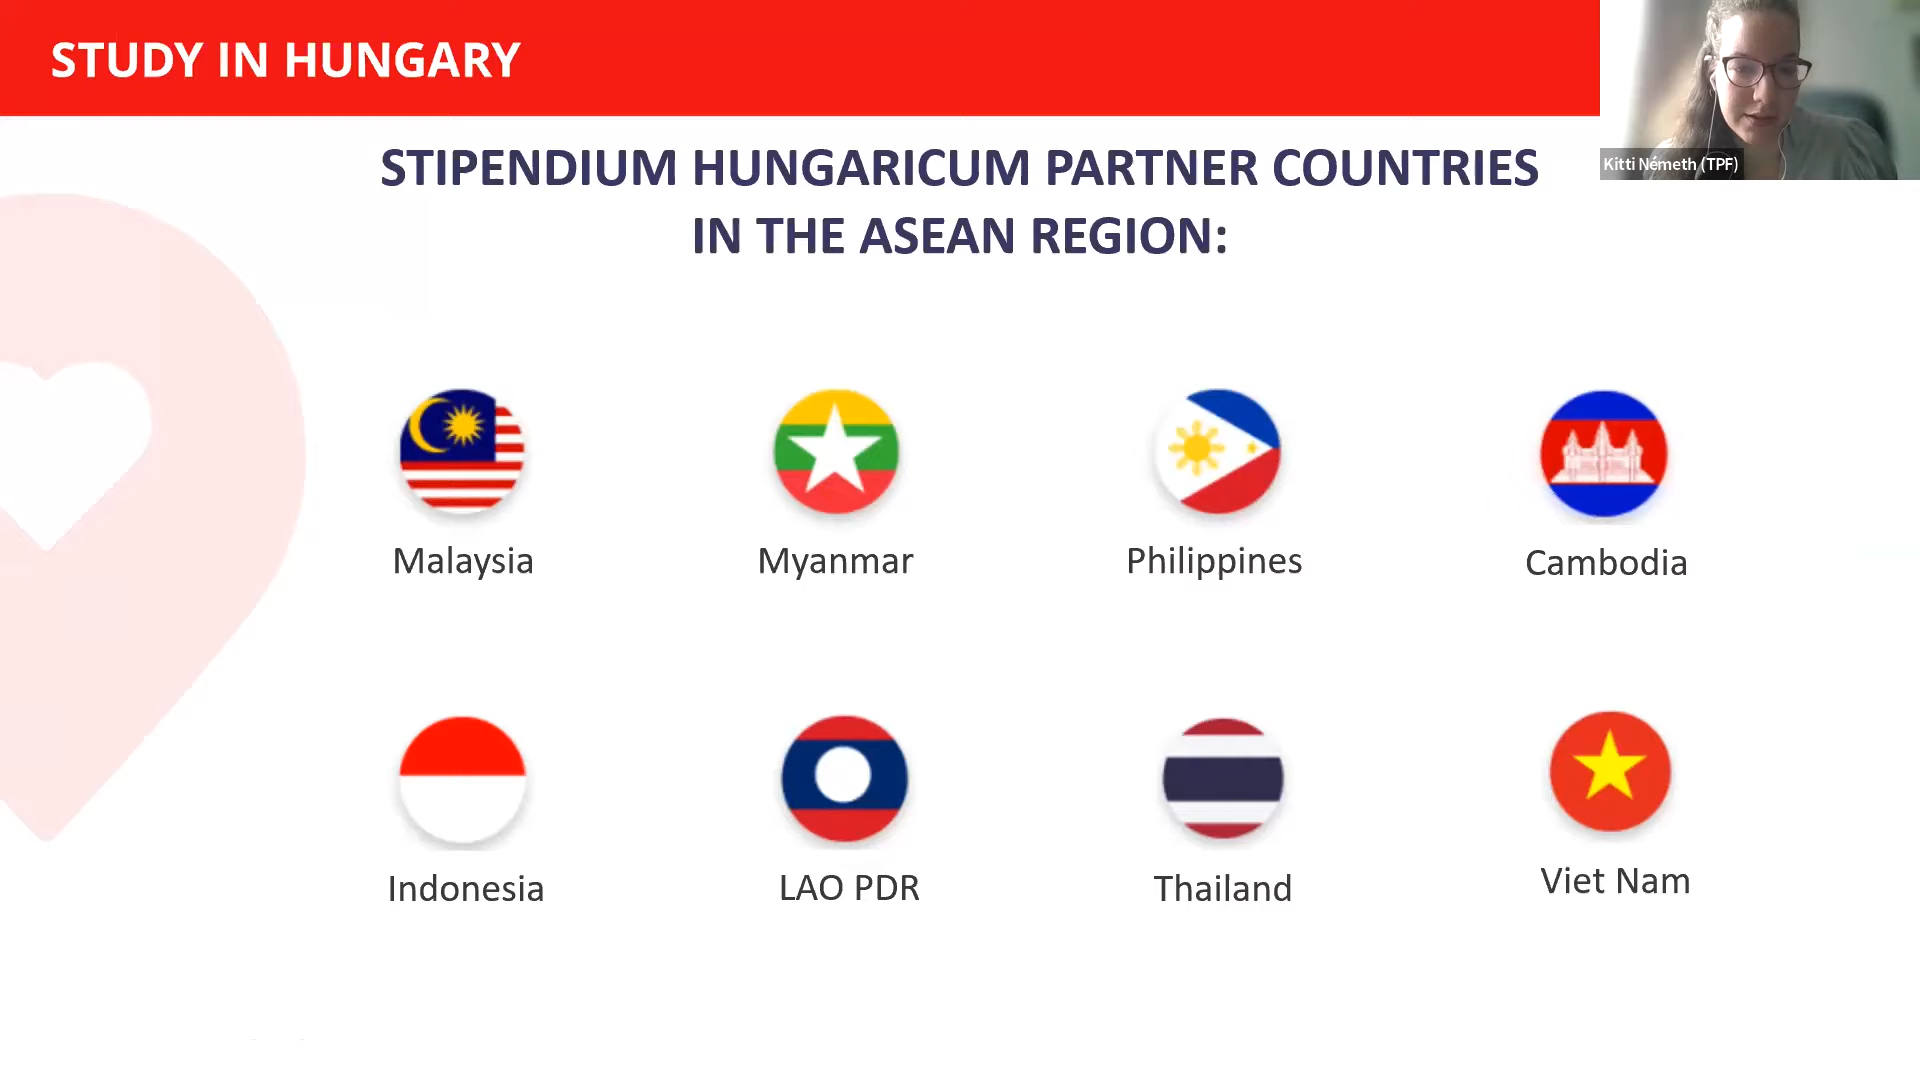 STUDY IN HUNGARY
Kitti Németh (TPF)
STIPENDIUM HUNGARICUM PARTNER COUNTRIES
IN THE ASEAN REGION:
Malaysia
Myanmar
Philippines
Cambodia
Indonesia
LAO PDR
Thailand
Viet Nam